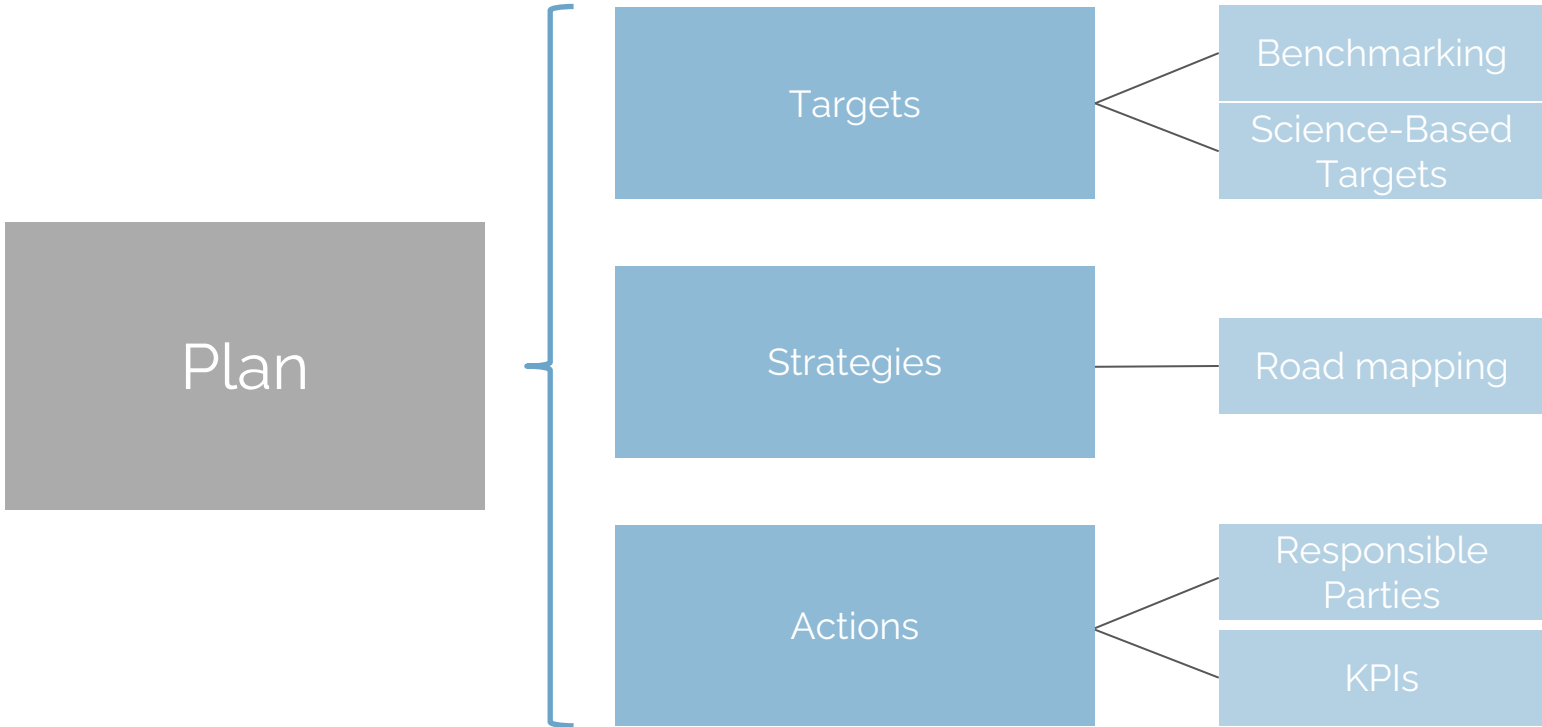 Plan
Targets
Benchmarking
Science-Based
Targets
Strategies
Road mapping
Actions
Responsible
Parties
KPIs